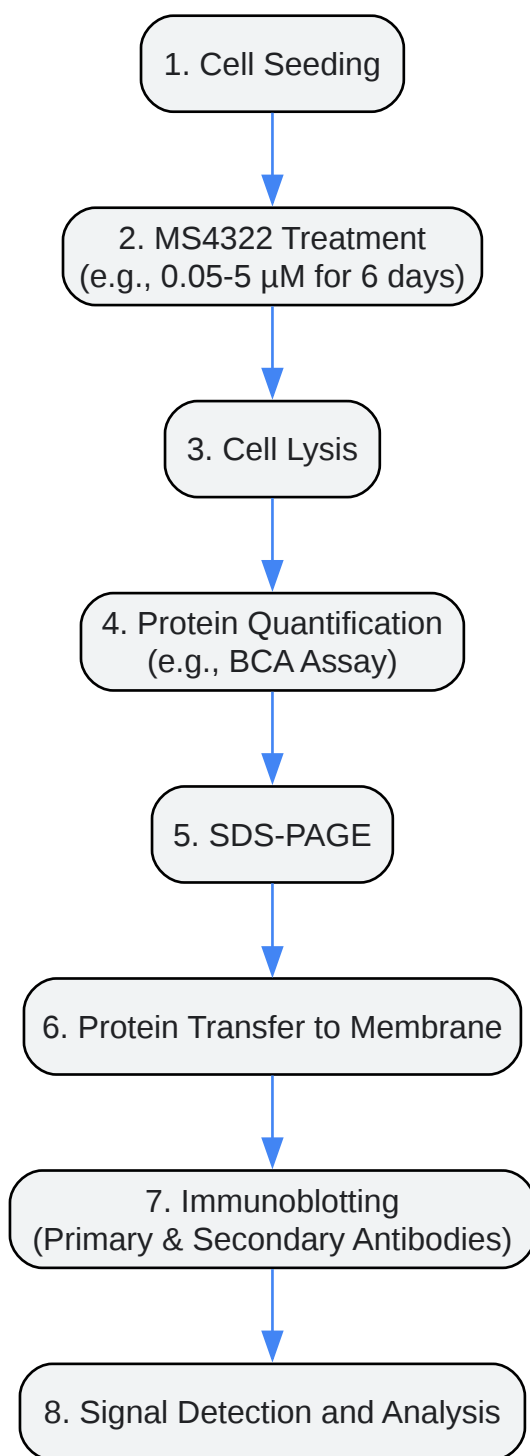 1. Cell Seeding
2. MS4322 Treatment
(e.g., 0.05-5 µM for 6 days)
3. Cell Lysis
4. Protein Quantification
(e.g., BCA Assay)
5. SDS-PAGE
6. Protein Transfer to Membrane
7. Immunoblotting
(Primary & Secondary Antibodies)
8. Signal Detection and Analysis